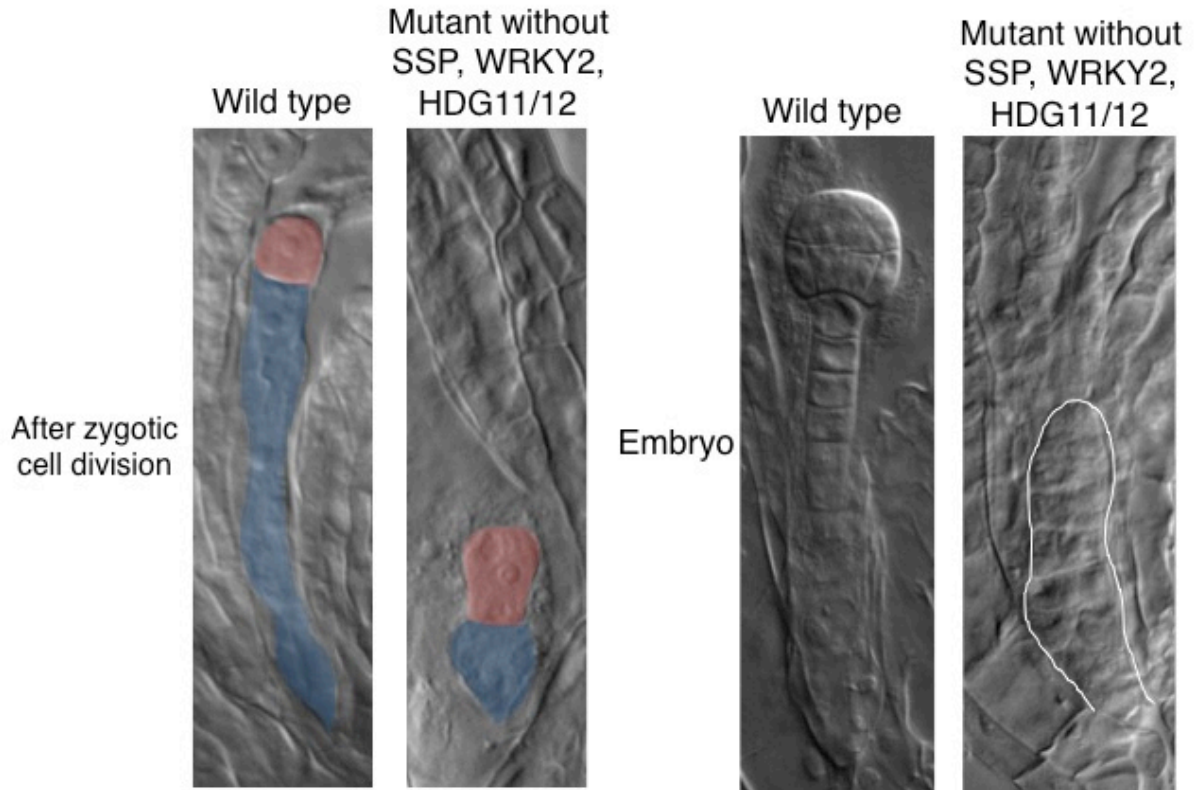 Wild type
Mutant without
SSP, WRKY2,
HDG11/12
Wild type
Mutant without
SSP, WRKY2,
HDG11/12
After zygotic
cell division
Embryo